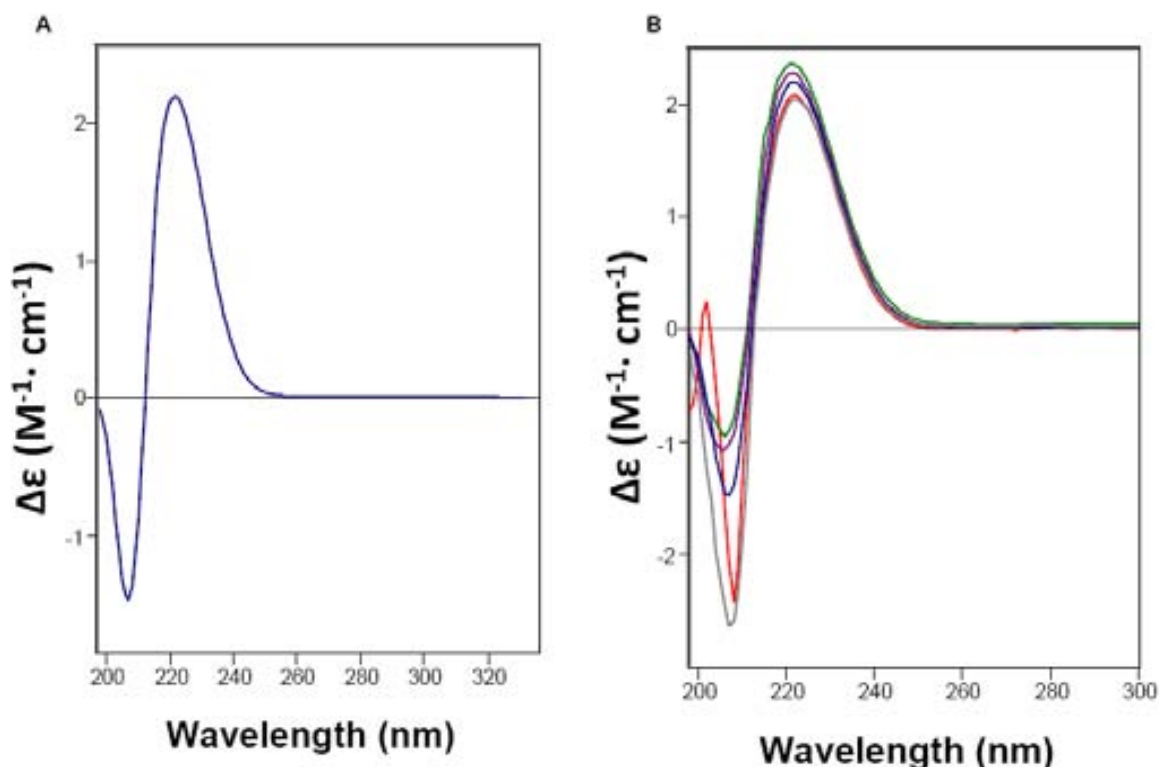 A
2
1
0
-1
Δε (M⁻¹· cm⁻¹)
200 220 240 260 280 300 320
Wavelength (nm)
B
2
1
0
-1
-2
Δε (M⁻¹· cm⁻¹)
200 220 240 260 280 300
Wavelength (nm)